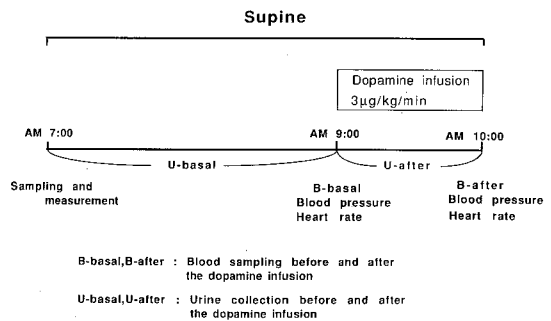 Supine
Dopamine infusion
3µg/kg/min
AM 7:00
AM 9:00
AM 10:00
U-basal
U-after
Sampling and
measurement
B-basal
Blood pressure
Heart rate
B-after
Blood pressure
Heart rate
B-basal,B-after : Blood sampling before and after
the dopamine infusion
U-basal,U-after : Urine collection before and after
the dopamine infusion